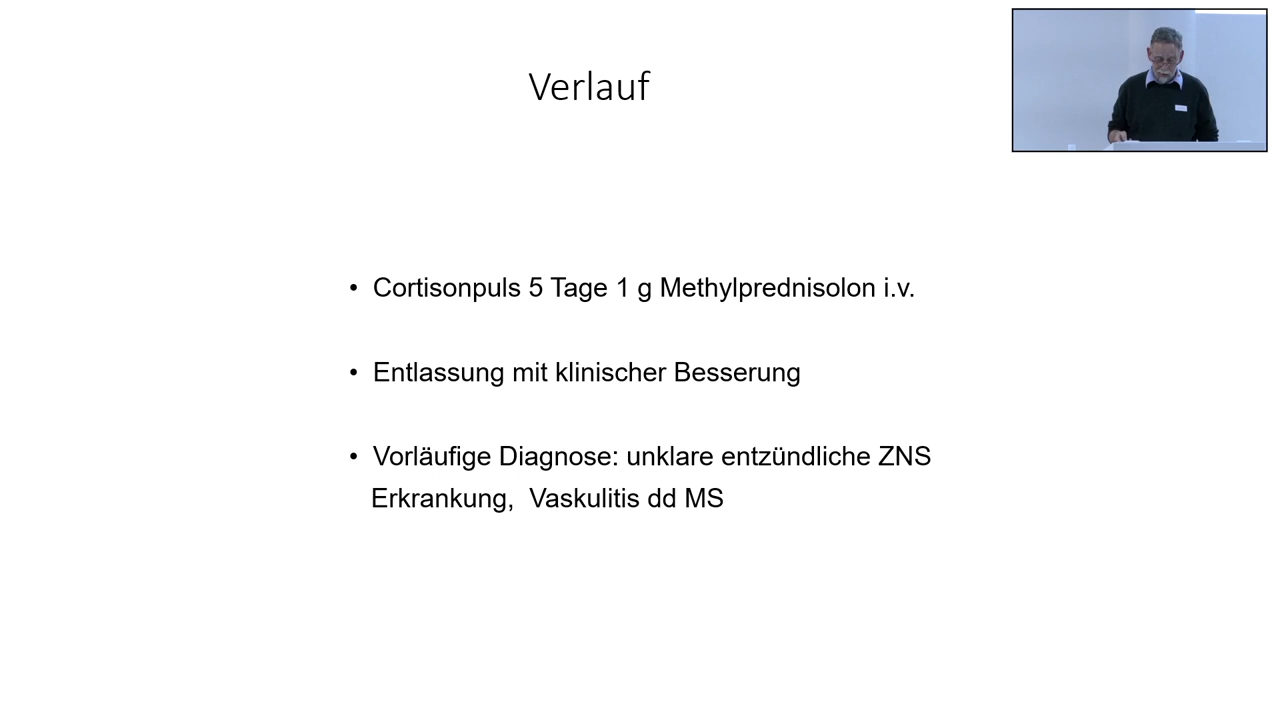 Verlauf
• Cortisonpuls 5 Tage 1 g Methylprednisolon i.v.
• Entlassung mit klinischer Besserung
• Vorläufige Diagnose: unklare entzündliche ZNS
Erkrankung,  Vaskulitis dd MS